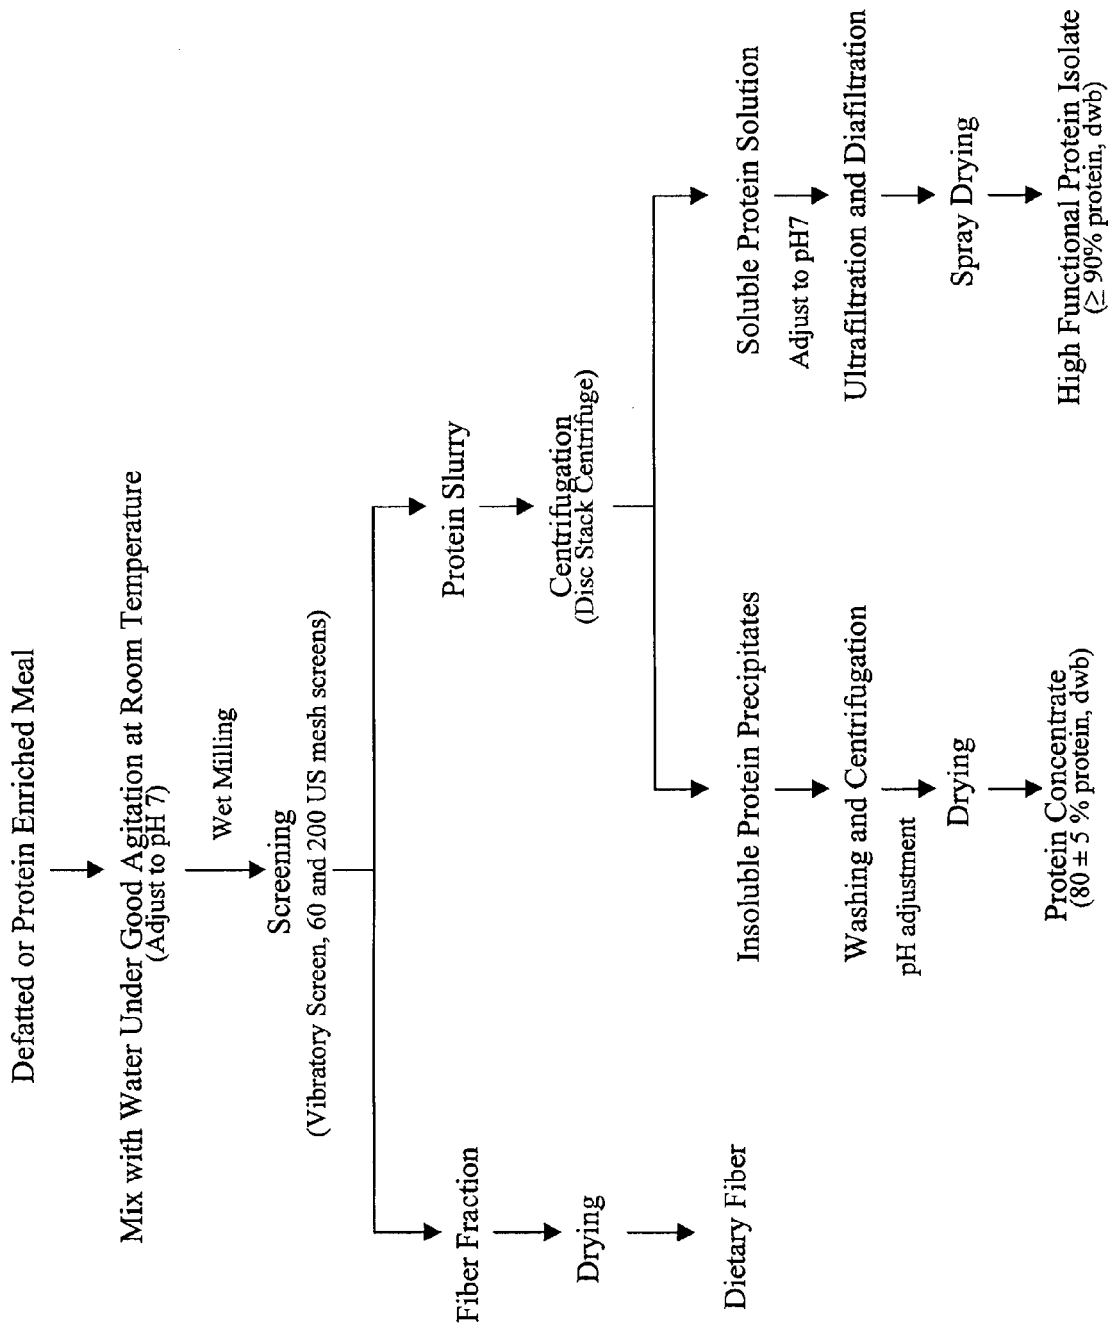 Defatted or Protein Enriched Meal
Mix with Water Under Good Agitation at Room Temperature
(Adjust to pH 7)
Wet Milling
Screening
(Vibratory Screen, 60 and 200 US mesh screens)
Fiber Fraction
Drying
Dietary Fiber
Protein Slurry
Centrifugation
(Disc Stack Centrifuge)
Insoluble Protein Precipitates
Washing and Centrifugation
pH adjustment
Drying
Protein Concentrate
(80 ± 5 % protein, dwb)
Soluble Protein Solution
Adjust to pH7
Ultrafiltration and Diafiltration
Spray Drying
High Functional Protein Isolate
(≥ 90% protein, dwb)